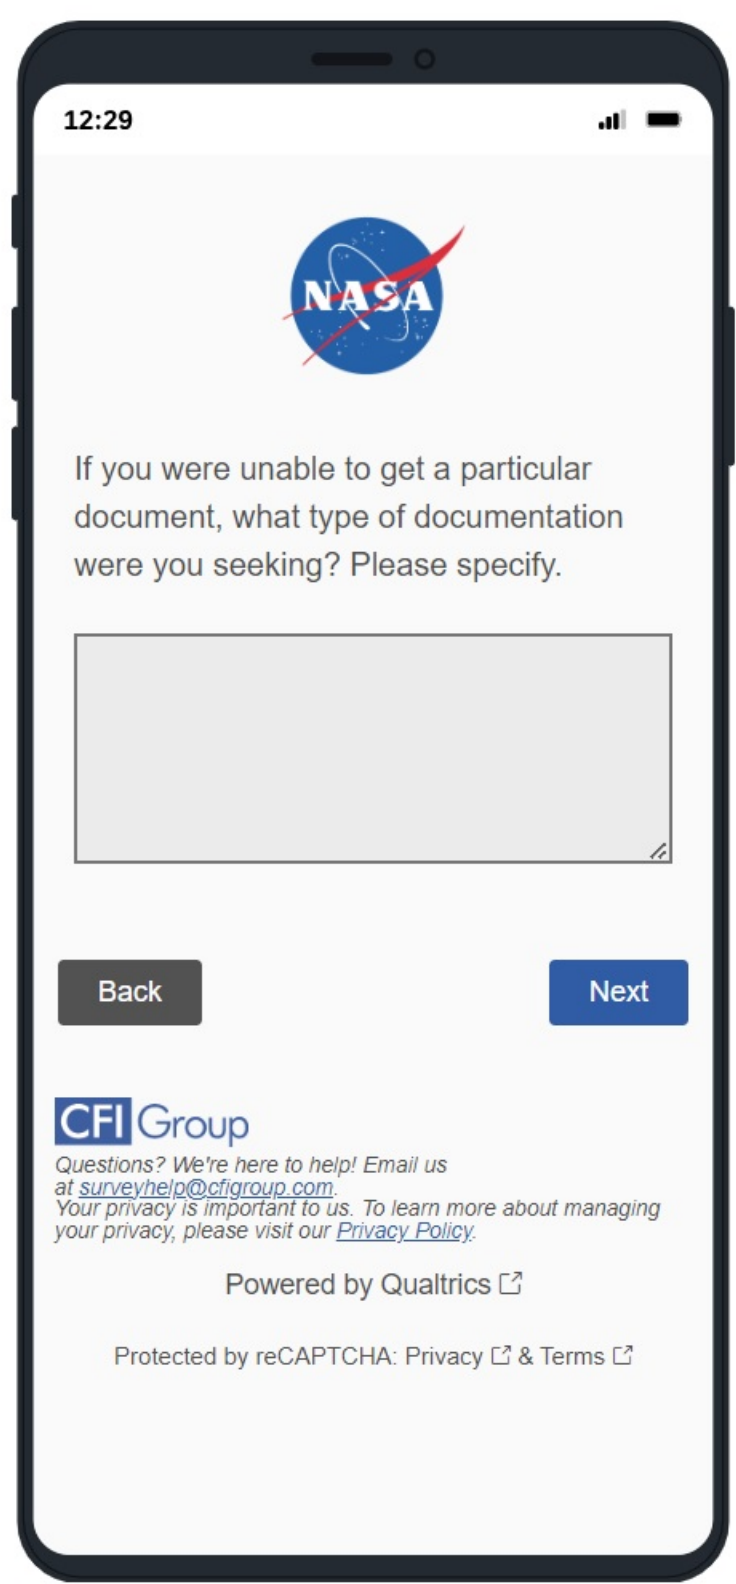 12:29
NASA
If you were unable to get a particular
document, what type of documentation
were you seeking? Please specify.
Back
Next
CFI Group
Questions? We're here to help! Email us
at surveyhelp@cfigroup.com.
Your privacy is important to us. To learn more about managing
your privacy, please visit our Privacy Policy.
Powered by Qualtrics
Protected by reCAPTCHA: Privacy & Terms